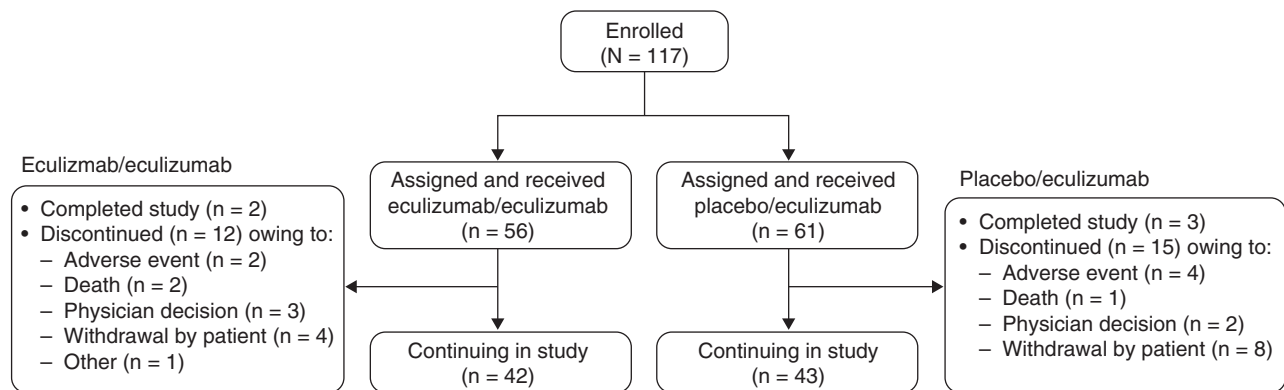 Enrolled
(N = 117)
Eculizmab/eculizumab
Assigned and received
eculizumab/eculizumab
(n = 56)
Assigned and received
placebo/eculizumab
(n = 61)
Placebo/eculizumab
• Completed study (n = 2)
• Discontinued (n = 12) owing to:
– Adverse event (n = 2)
– Death (n = 2)
– Physician decision (n = 3)
– Withdrawal by patient (n = 4)
– Other (n = 1)
• Completed study (n = 3)
• Discontinued (n = 15) owing to:
– Adverse event (n = 4)
– Death (n = 1)
– Physician decision (n = 2)
– Withdrawal by patient (n = 8)
Continuing in study
(n = 42)
Continuing in study
(n = 43)